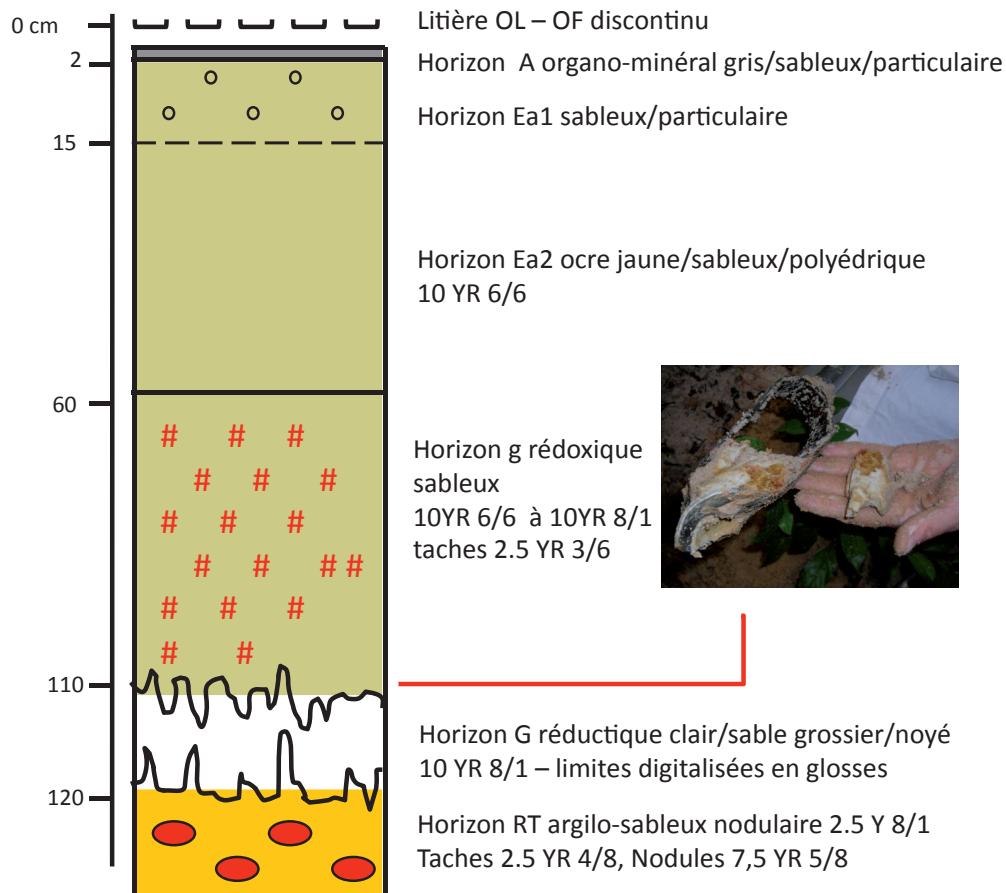 0 cm
Litière OL – OF discontinu
2
Horizon A organo-minéral gris/sableux/particulaire
Horizon Ea1 sableux/particulaire
15
Horizon Ea2 ocre jaune/sableux/polyédrique
10 YR 6/6
60
# # #
# # #
# # #
# # # #
# # #
# #
Horizon g rédoxique
sableux
10YR 6/6 à 10YR 8/1
taches 2.5 YR 3/6
110
Horizon G réductique clair/sable grossier/noyé
10 YR 8/1 – limites digitalisées en glosses
120
Horizon RT argilo-sableux nodulaire 2.5 Y 8/1
Taches 2.5 YR 4/8, Nodules 7,5 YR 5/8